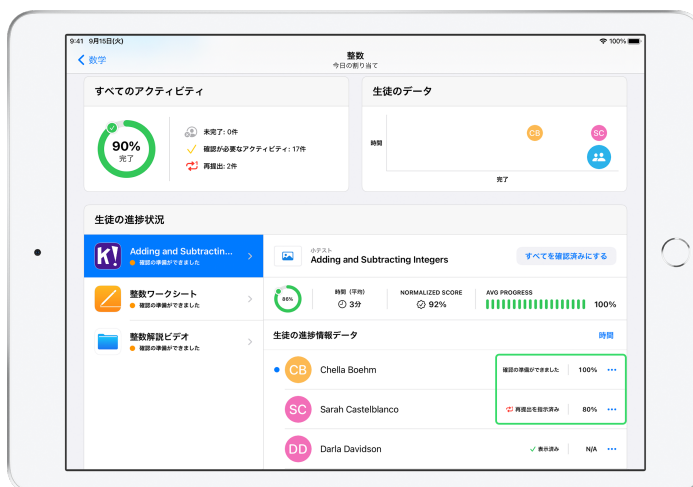 9:41 9月15日(火)
100%
数学
整数
今日の割り当て
すべてのアクティビティ
90%
完了
未完了: 0件
確認が必要なアクティビティ: 17件
再提出: 2件
生徒のデータ
時間
CB
SC
完了
生徒の進捗状況
K!
Adding and Subtractin...
確認の準備ができました
整数ワークシート
確認の準備ができました
整数解説ビデオ
確認の準備ができました
小テスト
Adding and Subtracting Integers
すべてを確認済みにする
86%
時間 (平均)
3分
NORMALIZED SCORE
92%
AVG PROGRESS
100%
生徒の進捗情報データ
時間
CB Chella Boehm 確認の準備ができました 100%
SC Sarah Castelblanco 再提出を指示済み 80%
DD Darla Davidson 表示済み N/A